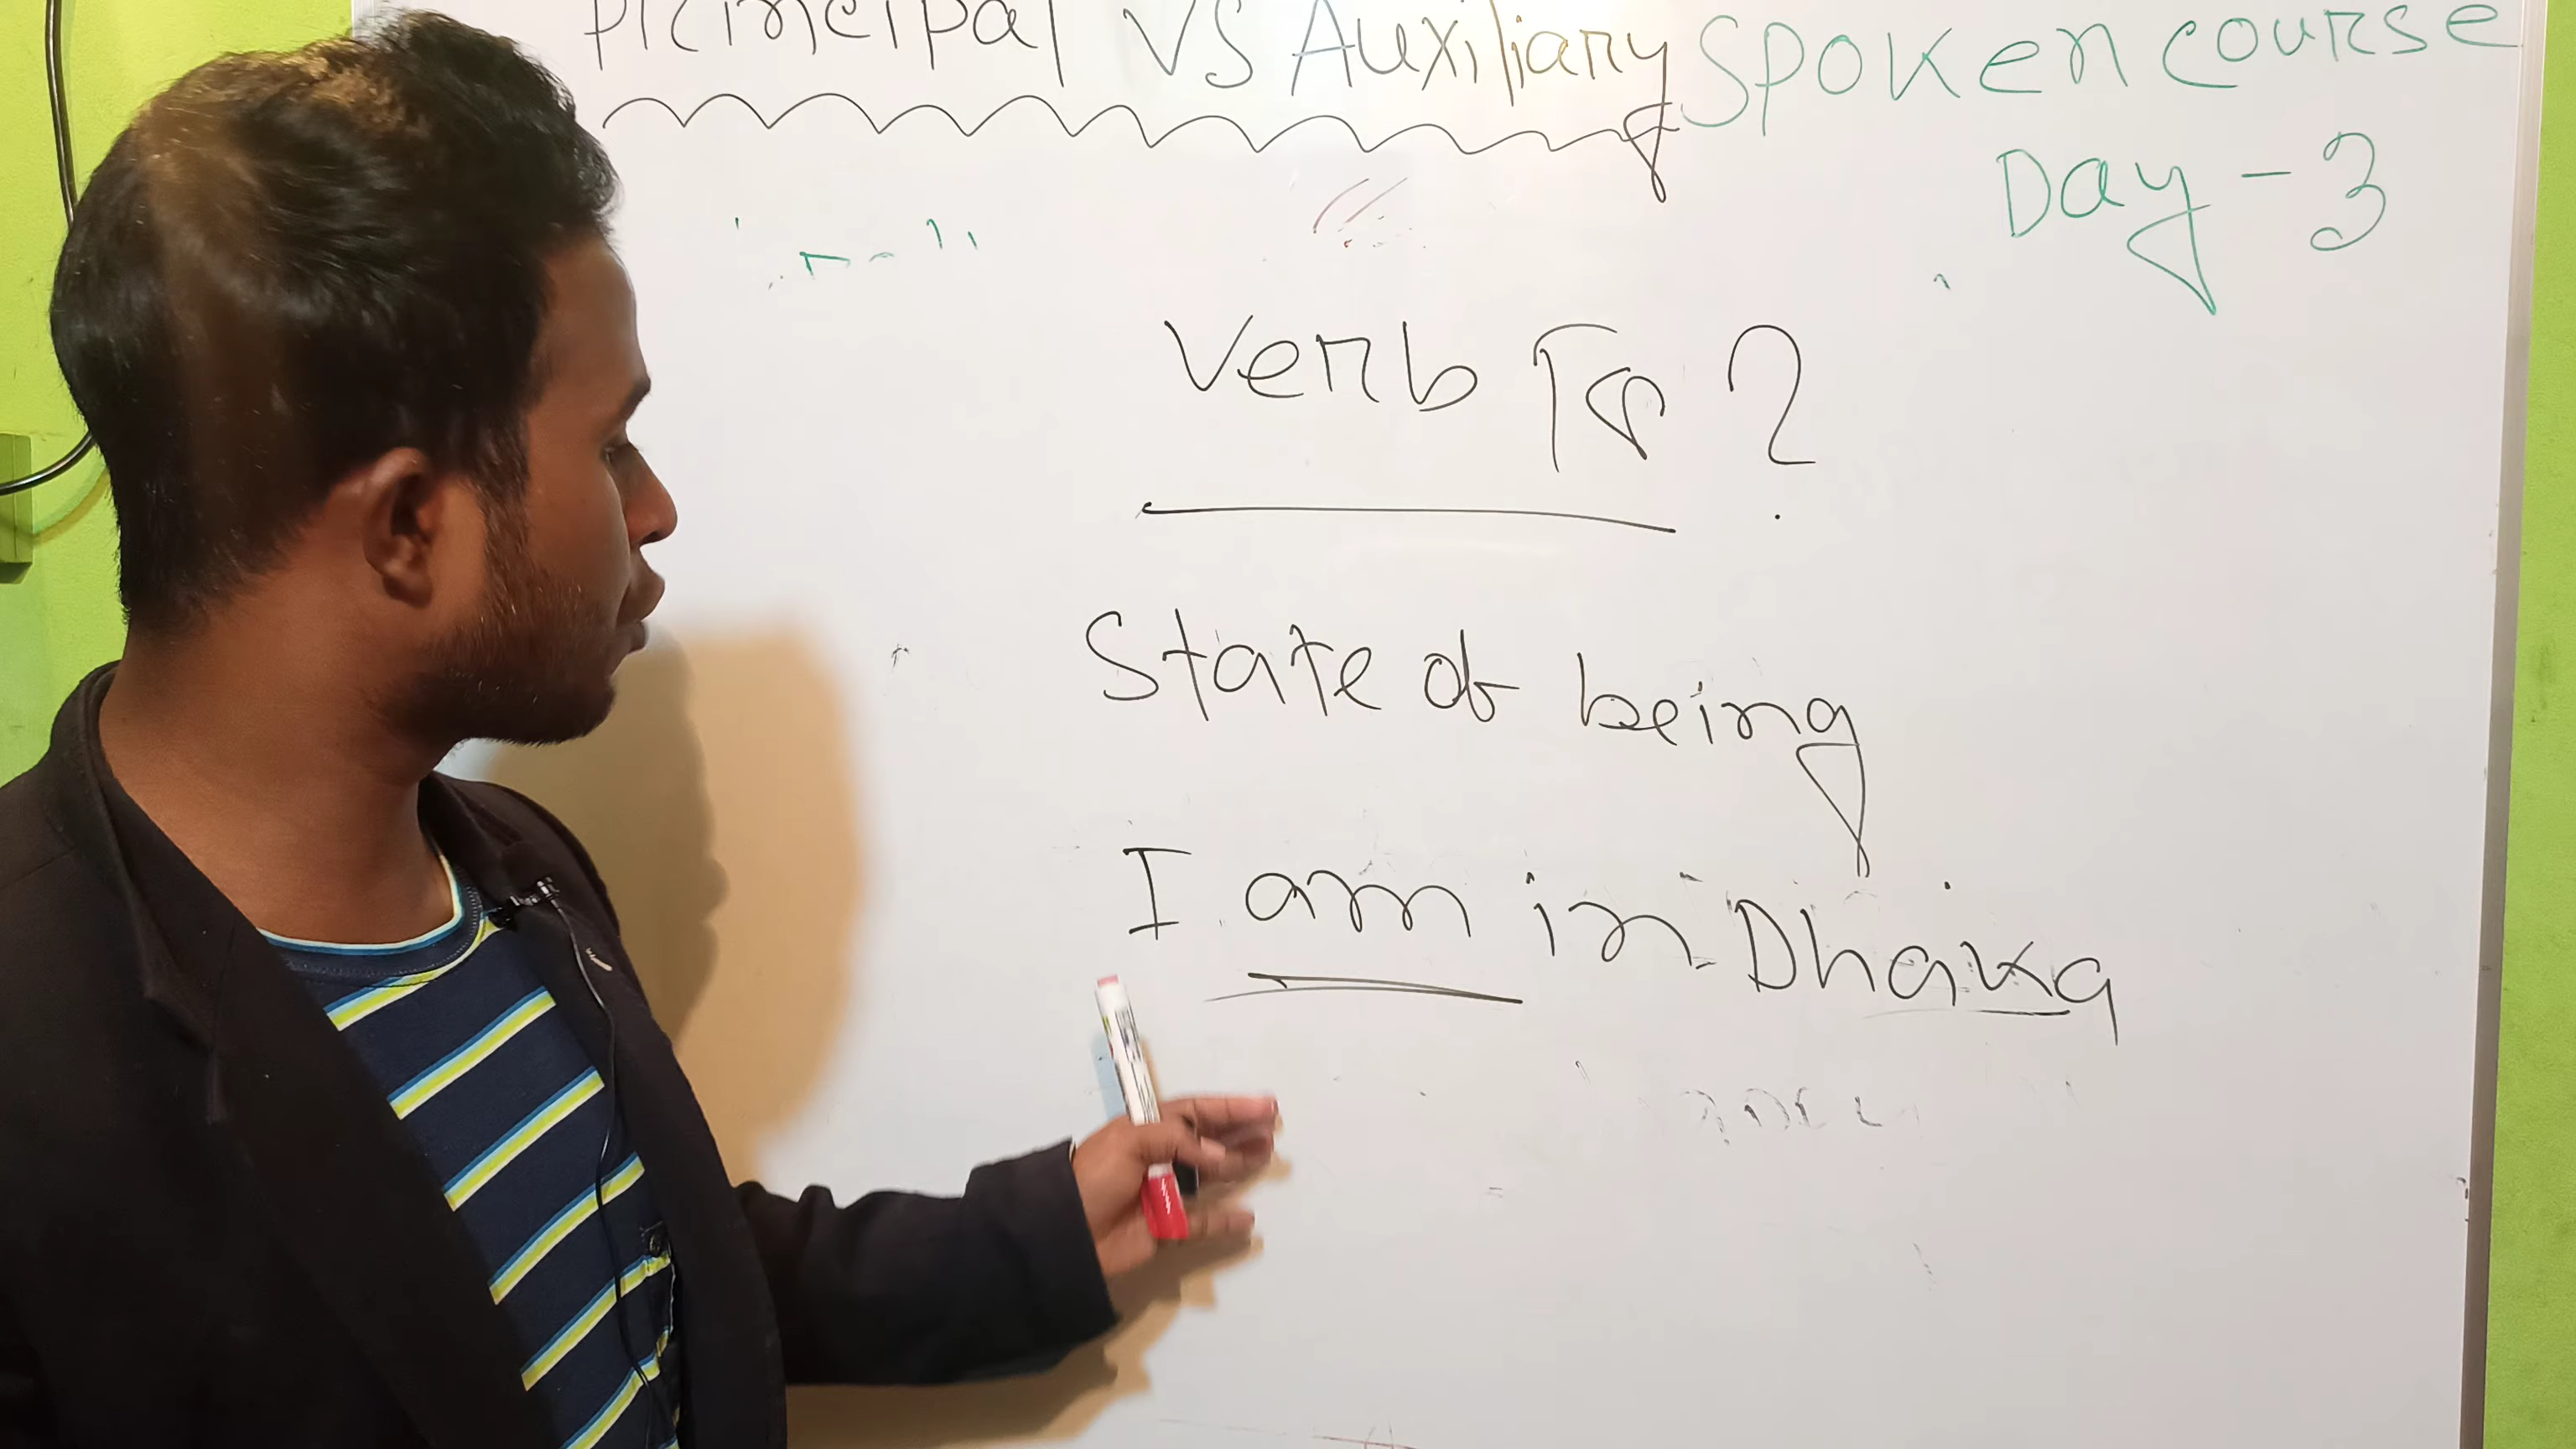 Principal VS Auxiliary
Spoken course
Day - 3
Verb কি ?
State of being
I am in Dhaka